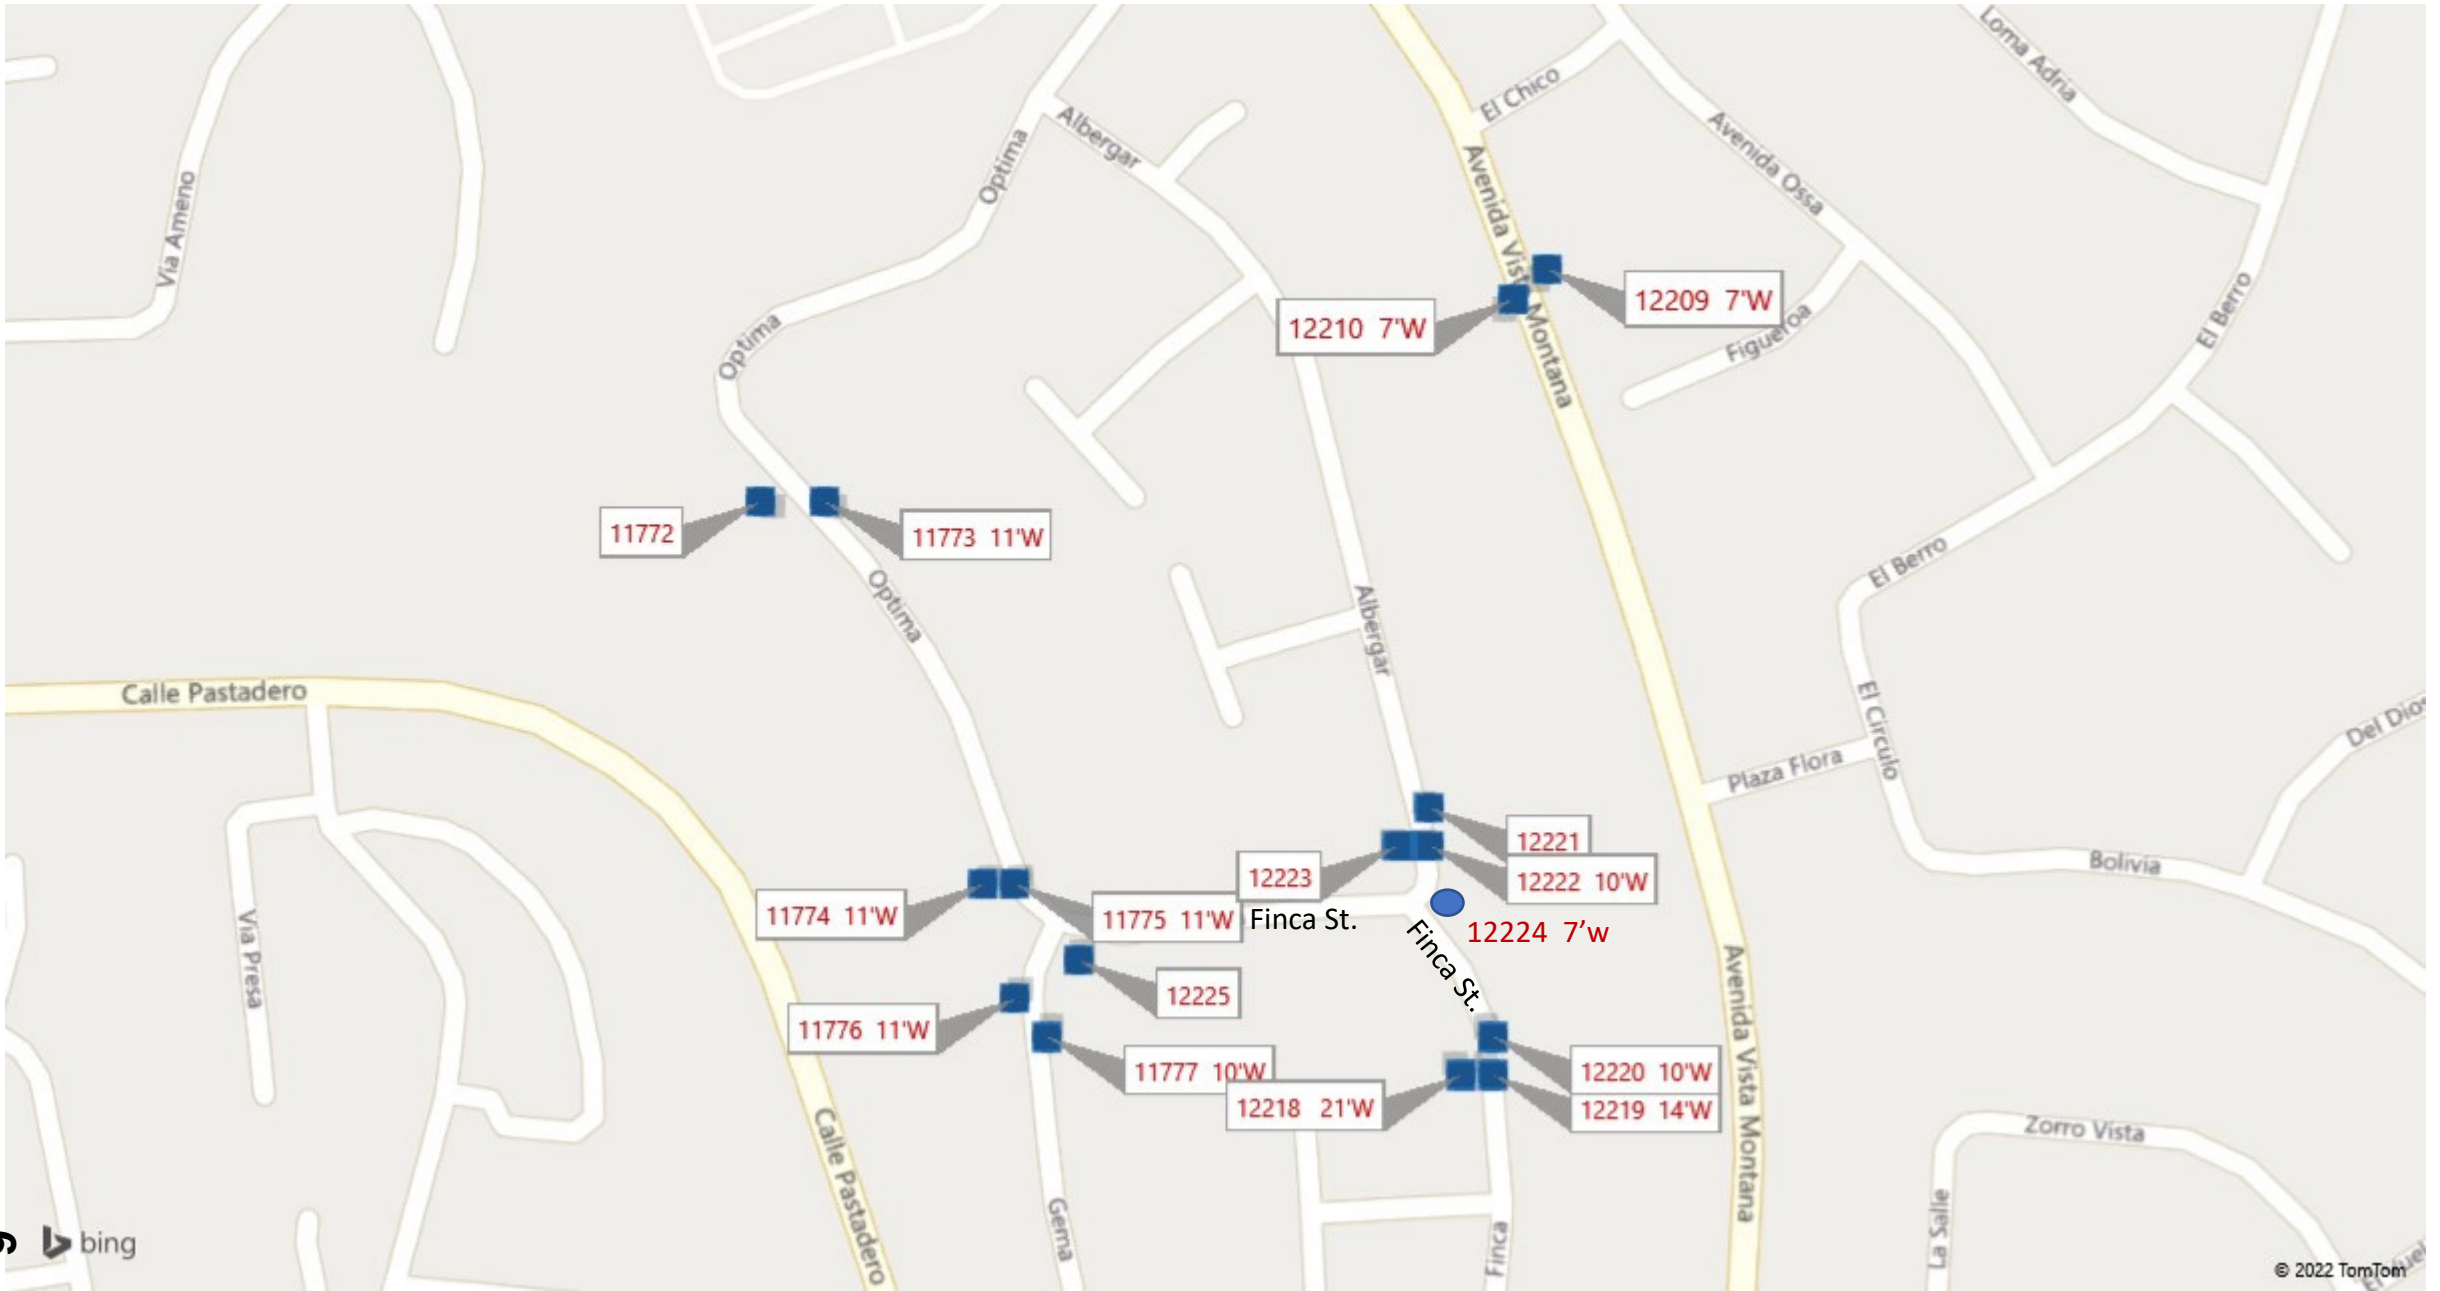 Loma Adria
El Chico
Albergar
Avenida Ossa
Optima
Via Ameno
Avenida Vista Montana
12209 7'W
12210 7'W
Figueroa
El Berro
Optima
11772
11773 11'W
El Berro
Optima
Albergar
Calle Pastadero
El Circulo
Del Dios
Plaza Flora
12221
12223
12222 10'W
Bolivia
11774 11'W
11775 11'W
Finca St.
12224 7'w
Via Presa
Finca St.
12225
11776 11'W
Avenida Vista Montana
11777 10'W
12220 10'W
12218 21'W
12219 14'W
Calle Pastadero
Zorro Vista
Gema
Finca
La Salle
bing
© 2022 TomTom